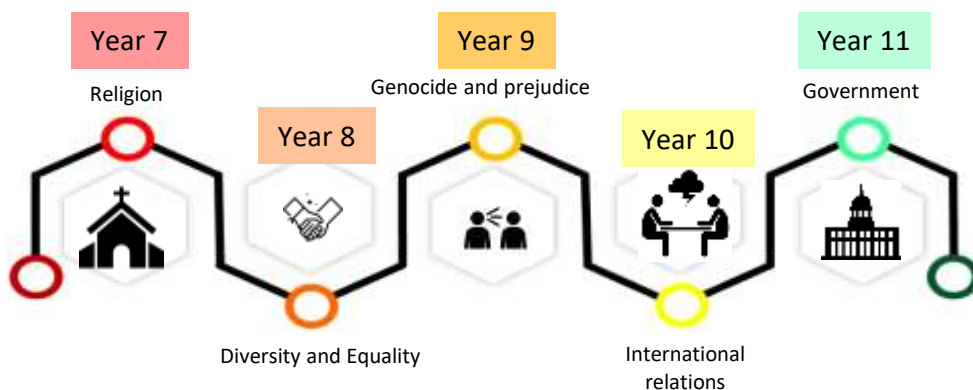 Year 7
Religion
Year 8
Diversity and Equality
Year 9
Genocide and prejudice
Year 10
International
relations
Year 11
Government